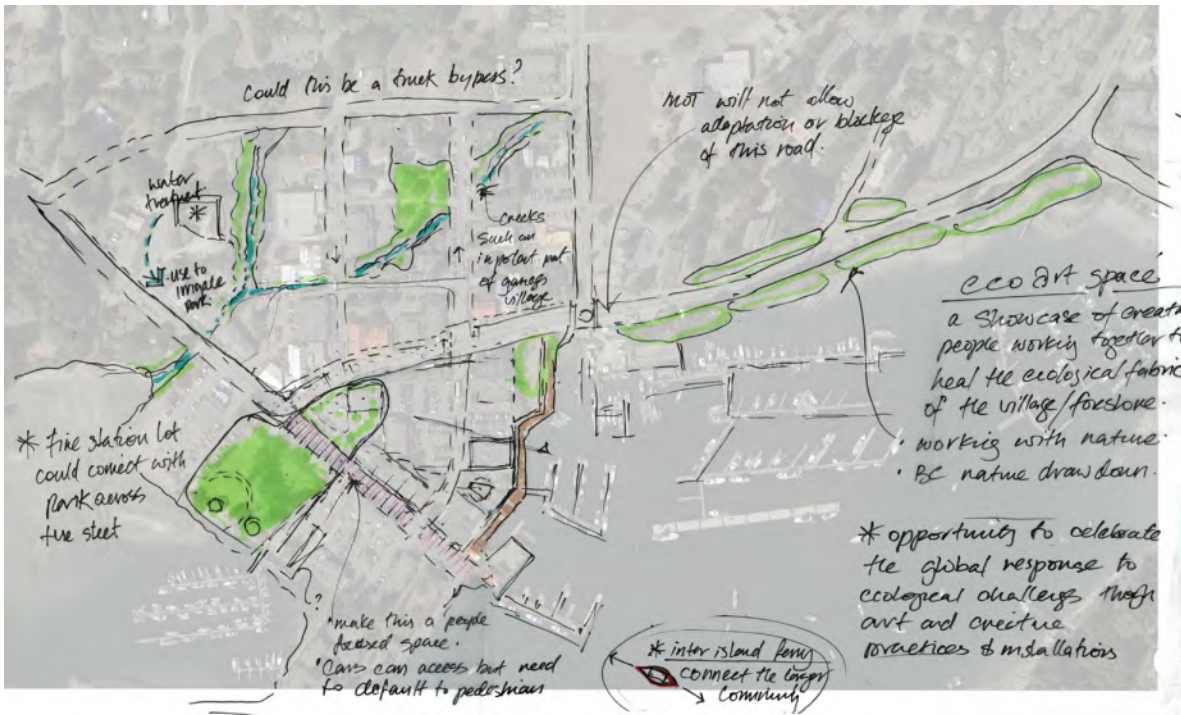 could this be a truck bypass?
MOT will not allow
adaptation or blockage
of this road.
water
treatment.
*
use to
irrigate
park.
creeks
such an
important part
of ganges
village
eco art space
a showcase of
people working together to
heal the ecological fabric
of the village/foreshore.
• working with nature.
• BC nature drawdown.
* fire station lot
could connect with
park across
the street
* opportunity to celebrate
the global response to
ecological challenges through
art and creative
practices & installations
?
• make this a people
focused space.
• Cars can access but need
to default to pedestrians
* inter island ferry
connect the larger
community